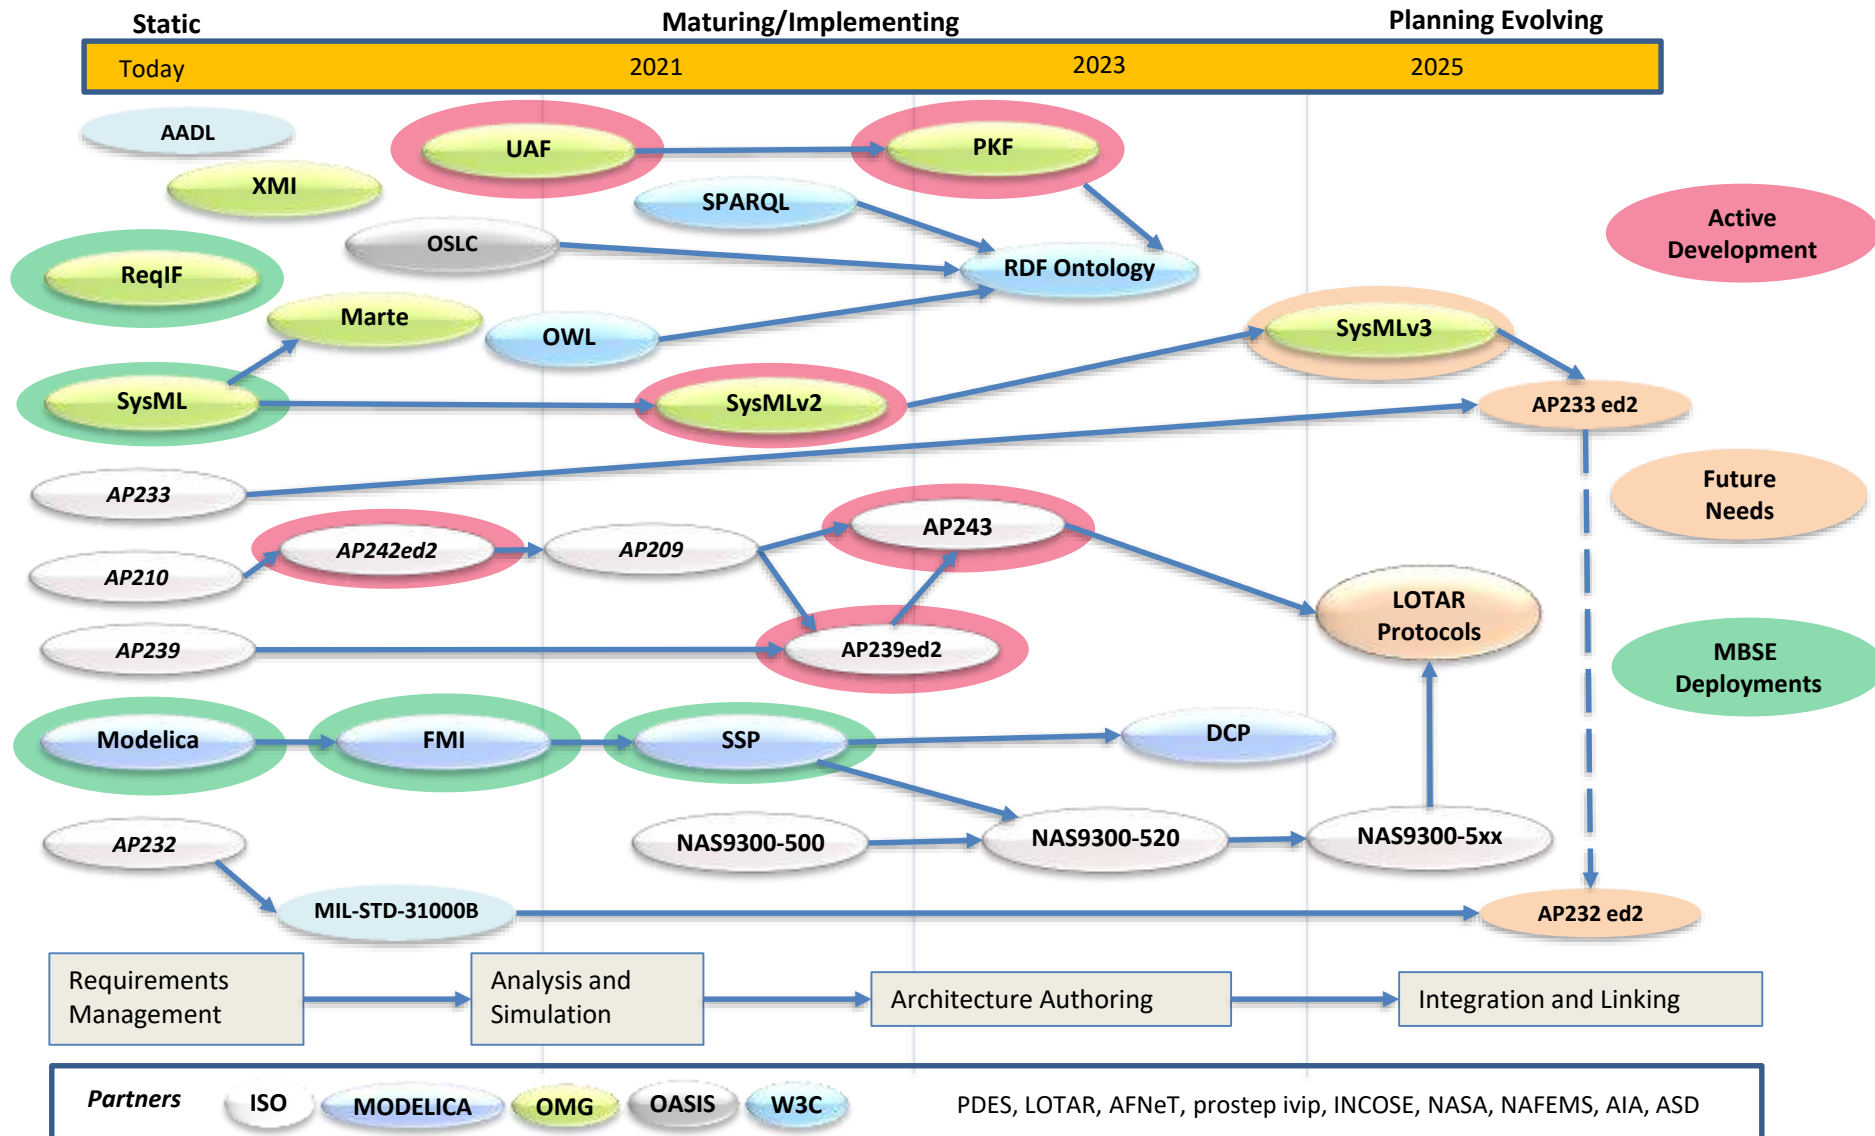 Static
Maturing/Implementing
Planning Evolving
Today
2021
2023
2025
AADL
UAF
PKF
XMI
SPARQL
Active
Development
OSLC
RDF Ontology
ReqIF
Marte
OWL
SysMLv3
SysML
SysMLv2
AP233 ed2
AP233
Future
Needs
AP242ed2
AP209
AP243
AP210
LOTAR
Protocols
AP239
AP239ed2
MBSE
Deployments
Modelica
FMI
SSP
DCP
AP232
NAS9300-500
NAS9300-520
NAS9300-5xx
MIL-STD-31000B
AP232 ed2
Requirements
Management
Analysis and
Simulation
Architecture Authoring
Integration and Linking
Partners
ISO
MODELICA
OMG
OASIS
W3C
PDES, LOTAR, AFNeT, prostep ivip, INCOSE, NASA, NAFEMS, AIA, ASD